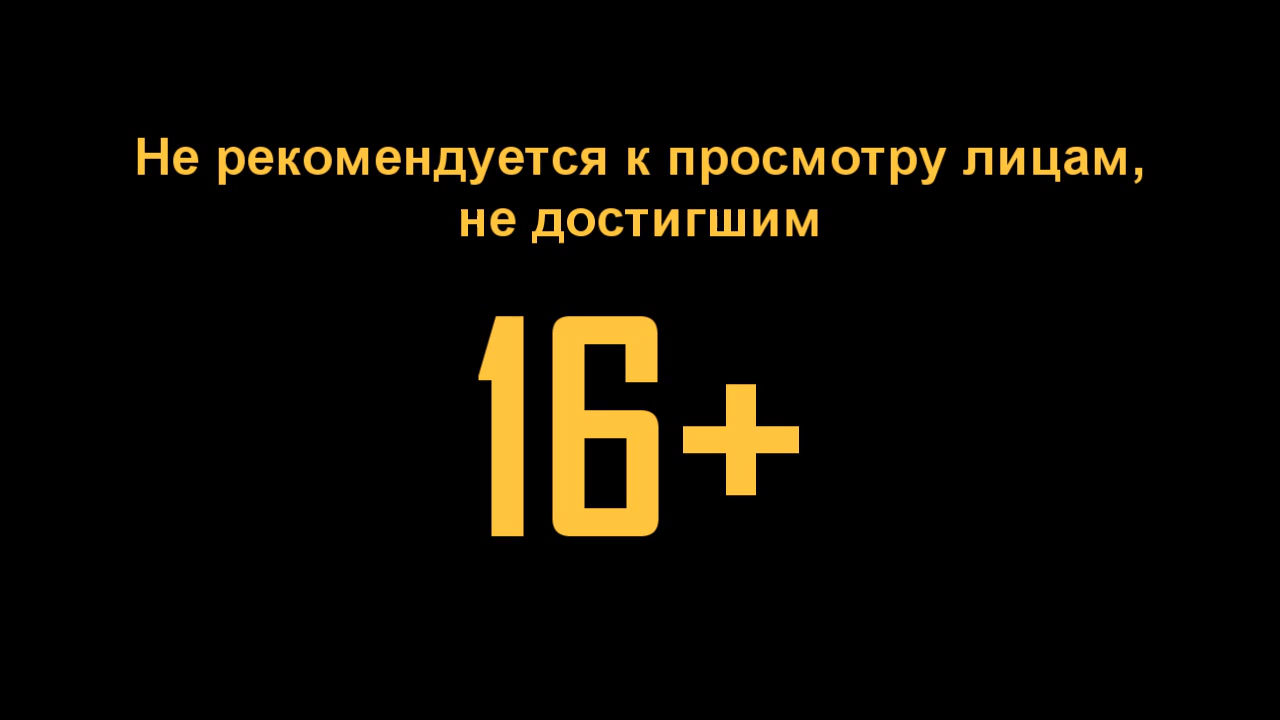 Не рекомендуется к просмотру лицам,
не достигшим
16+